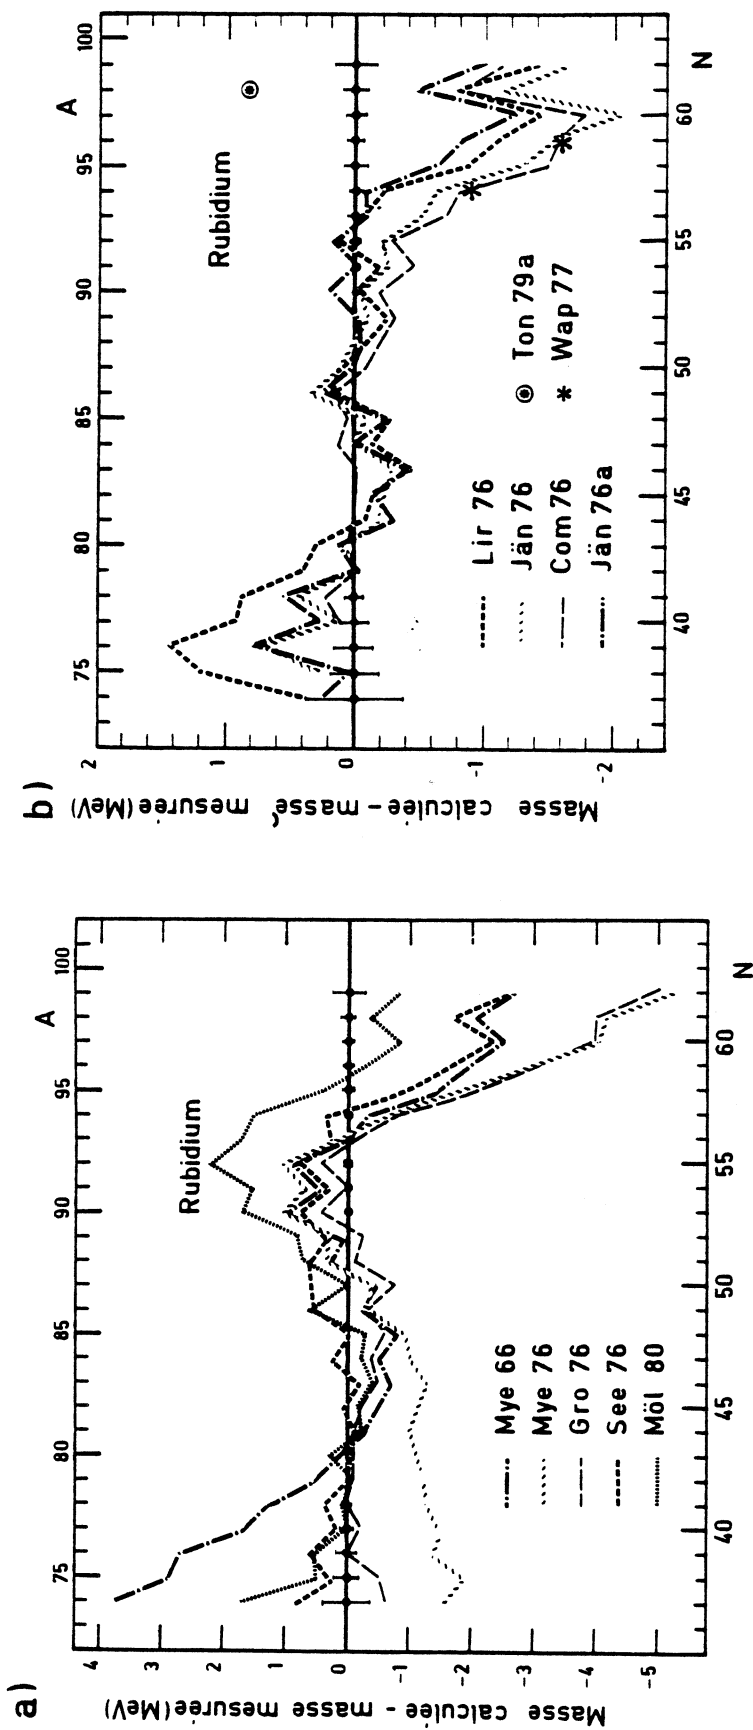 a)
A
75 80 85 90 95 100
Rubidium
4
3
2
1
0
-1
-2
-3
-4
-5
Masse calculée - masse mesurée (MeV)
Mye 66
Mye 76
Gro 76
See 76
Möl 80
40 45 50 55 60
N
b)
A
75 80 85 90 95 100
Rubidium
2
1
0
-1
-2
Masse calculée - masse mesurée (MeV)
Lir 76
Jän 76
Com 76
Jän 76a
Ton 79a
Wap 77
40 45 50 55 60
N